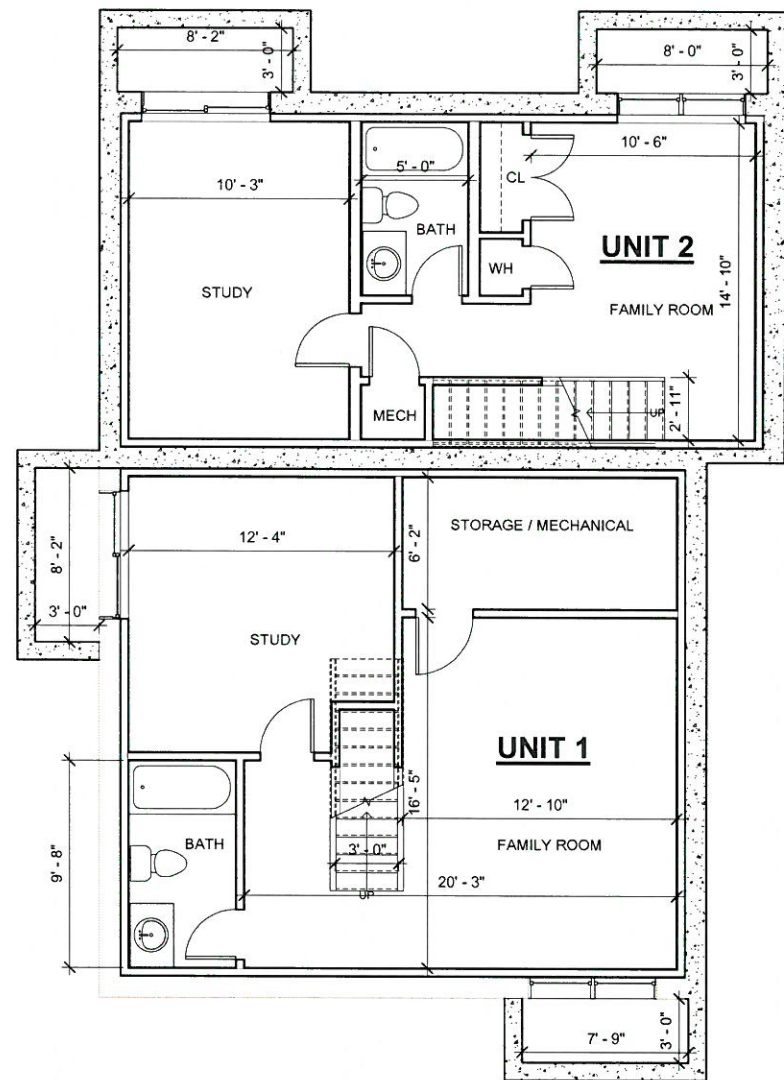 8' - 2"
3' - 0"
8' - 0"
3' - 0"
10' - 6"
10' - 3"
5' - 0"
CL
BATH
UNIT 2
WH
STUDY
14' - 10"
FAMILY ROOM
MECH
UP
2' - 11"
12' - 4"
6' - 2"
STORAGE / MECHANICAL
8' - 2"
3' - 0"
STUDY
UNIT 1
16' - 5"
12' - 10"
BATH
3' - 0"
FAMILY ROOM
9' - 8"
20' - 3"
UP
7' - 9"
3' - 0"